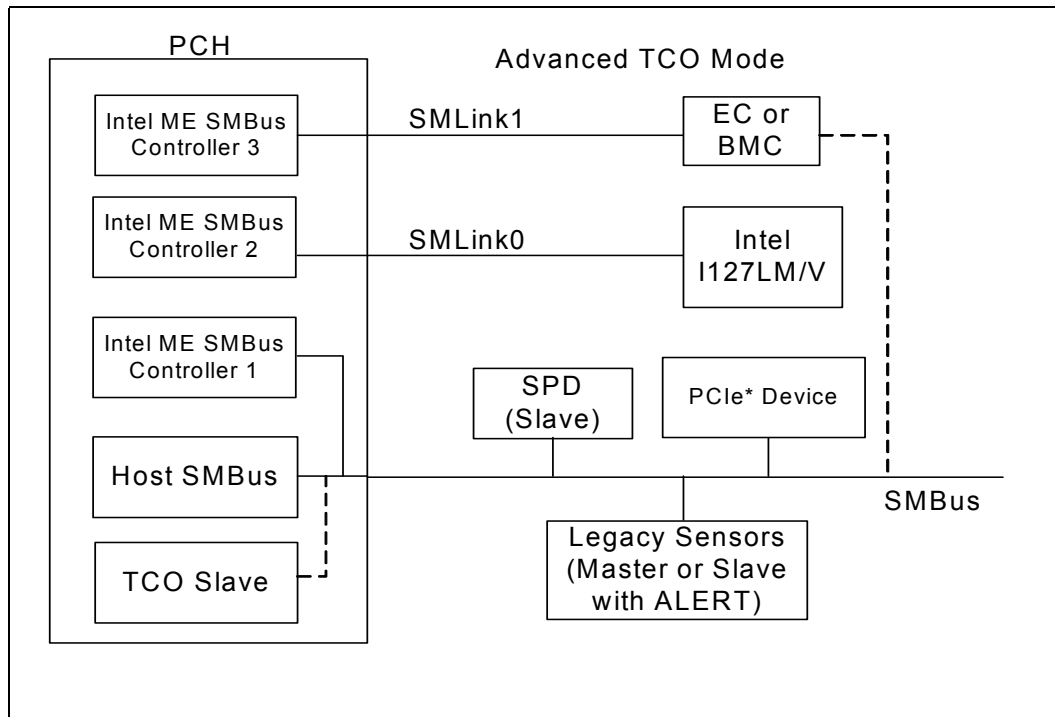 PCH
Advanced TCO Mode
Intel ME SMBus
Controller 3
SMLink1
EC or
BMC
Intel ME SMBus
Controller 2
SMLink0
Intel
I127LM/V
Intel ME SMBus
Controller 1
SPD
(Slave)
PCIe* Device
Host SMBus
SMBus
TCO Slave
Legacy Sensors
(Master or Slave
with ALERT)